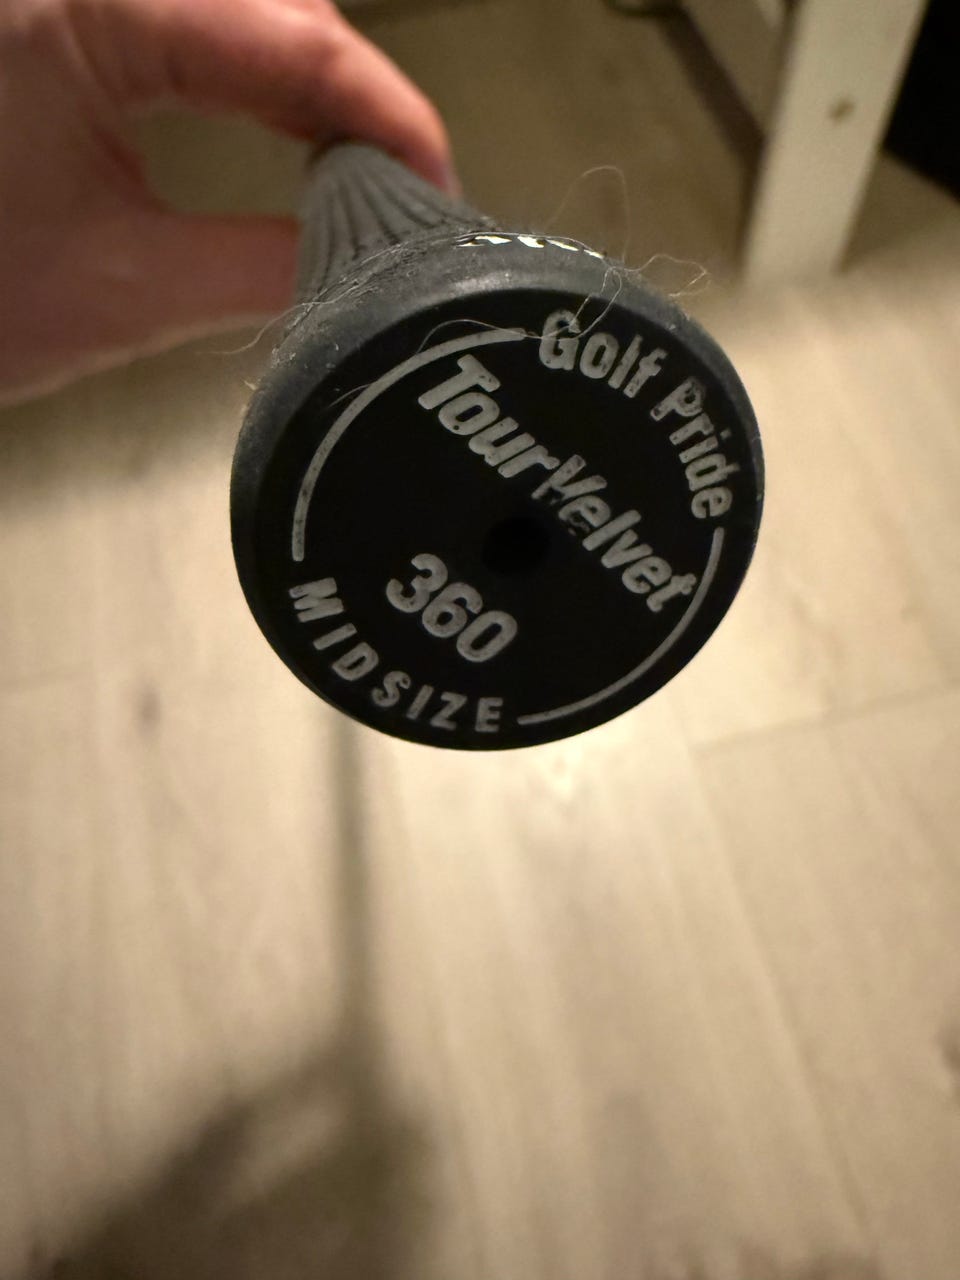 Golf Pride
TourVelvet
360
MIDSIZE